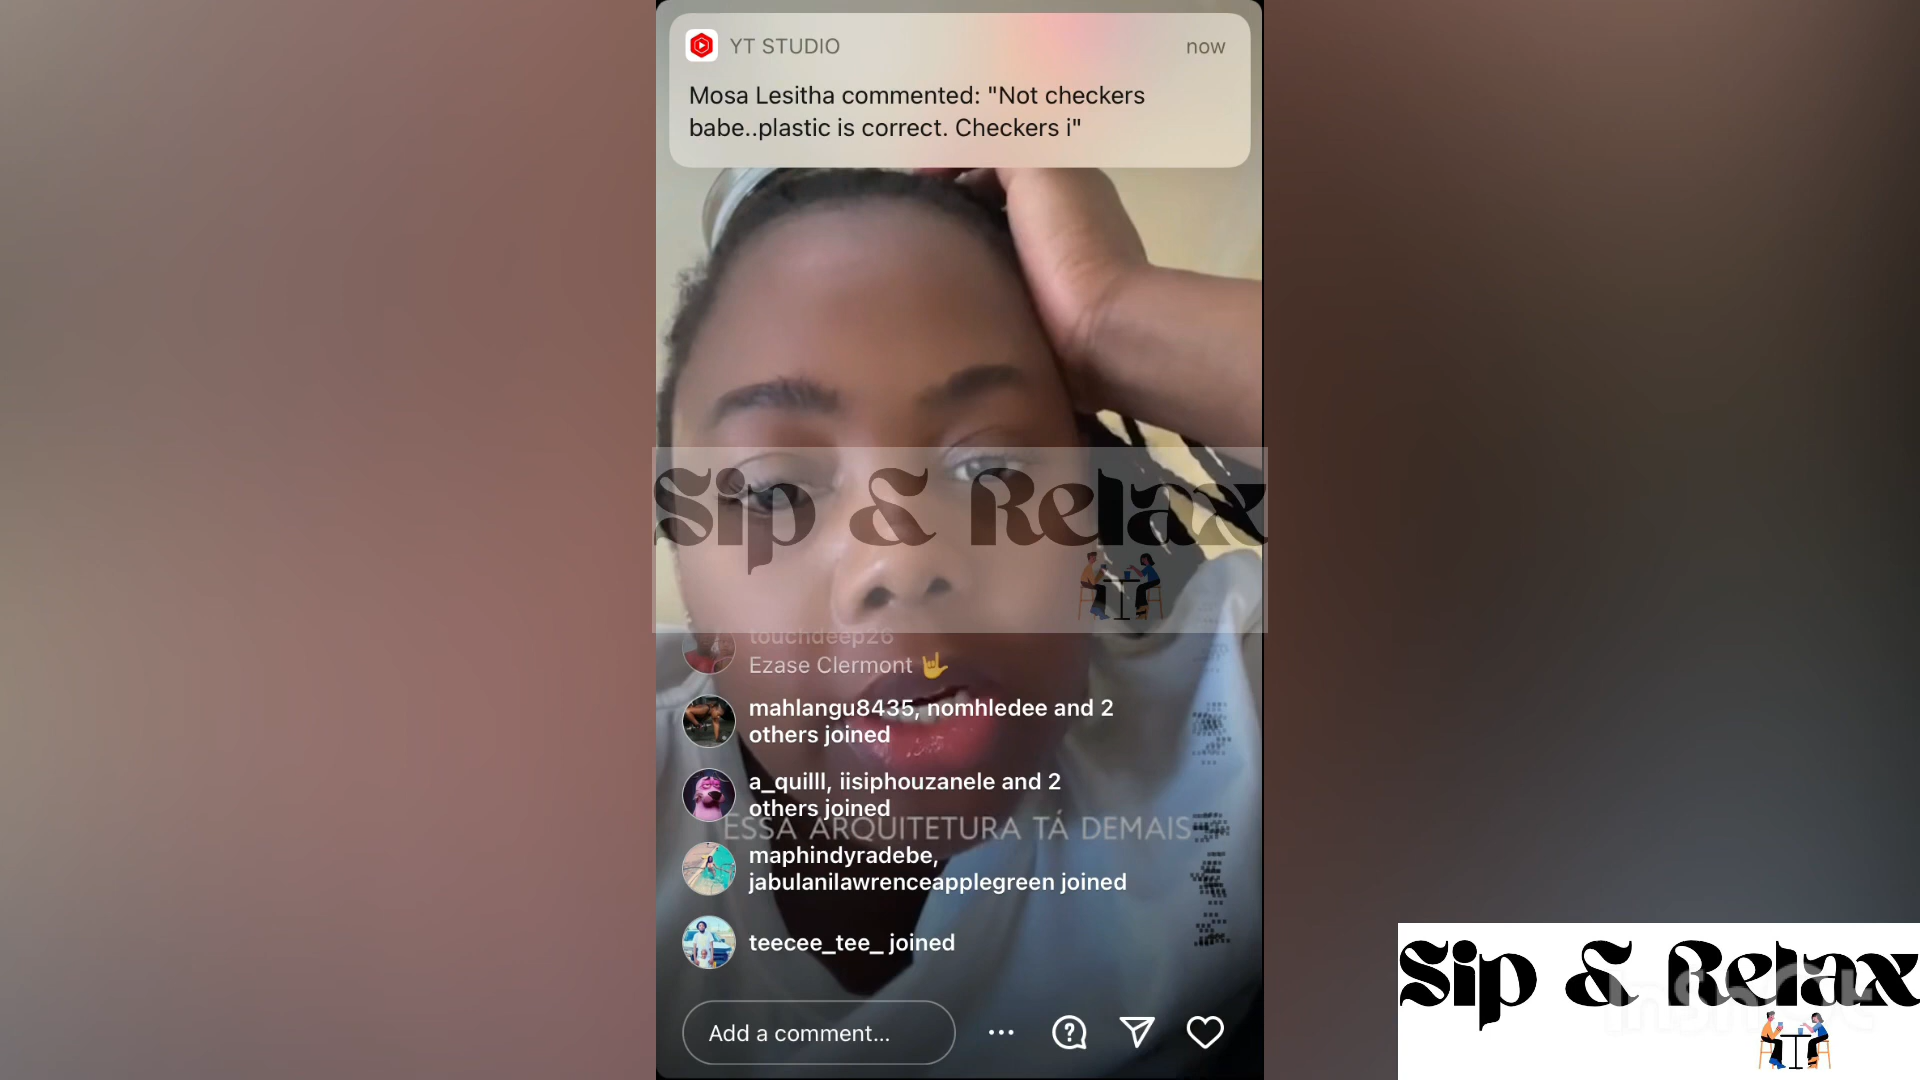 YT STUDIO
now
Mosa Lesitha commented: "Not checkers
babe..plastic is correct. Checkers i"
Sip & Relax
touchdeep26
Ezase Clermont 🤟
mahlangu8435, nomhledee and 2
others joined
a_quilll, iisiphouzanele and 2
others joined
ESSA ARQUITETURA TÁ DEMAIS
maphindyradebe,
jabulanilawrenceapplegreen joined
teecee_tee_ joined
Add a comment...
Sip & Relax
InShot